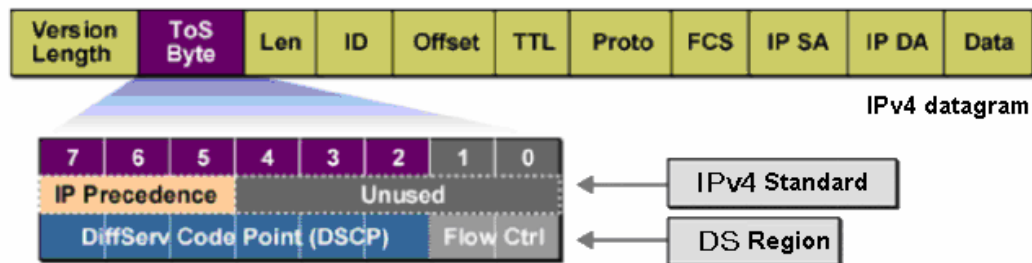 Version Length ToS Byte Len ID Offset TTL Proto FCS IP SA IP DA Data
IPv4 datagram
7 6 5 4 3 2 1 0
IP Precedence Unused IPv4 Standard
DiffServ Code Point (DSCP) Flow Ctrl DS Region